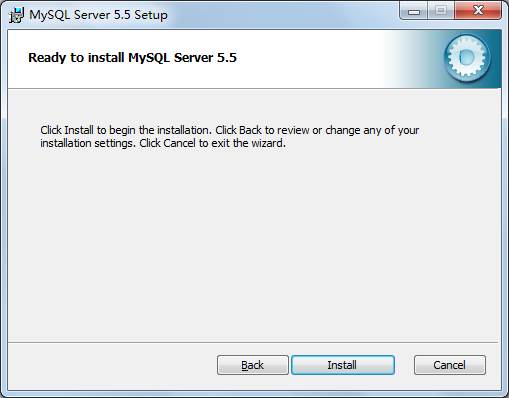 MySQL Server 5.5 Setup
Ready to install MySQL Server 5.5
Click Install to begin the installation. Click Back to review or change any of your
installation settings. Click Cancel to exit the wizard.
Back Install Cancel